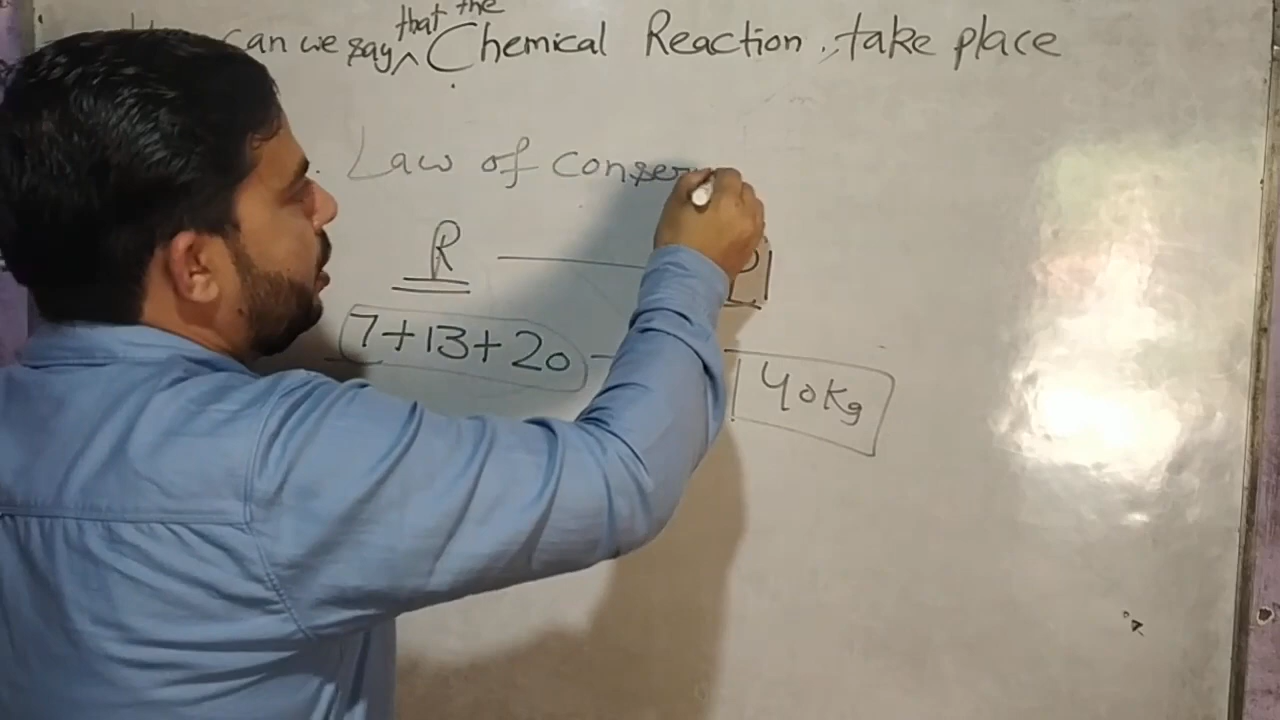 can we say that the Chemical Reaction take place
Law of conser
R
7+13+20
40kg